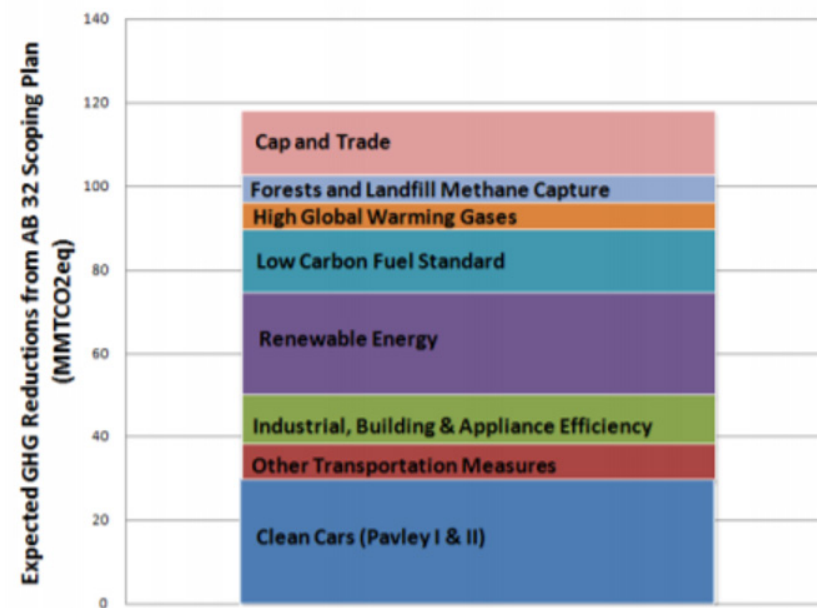 Expected GHG Reductions from AB 32 Scoping Plan
(MMTCO2eq)
140
120
100
80
60
40
20
0
Cap and Trade
Forests and Landfill Methane Capture
High Global Warming Gases
Low Carbon Fuel Standard
Renewable Energy
Industrial, Building & Appliance Efficiency
Other Transportation Measures
Clean Cars (Pavley I & II)